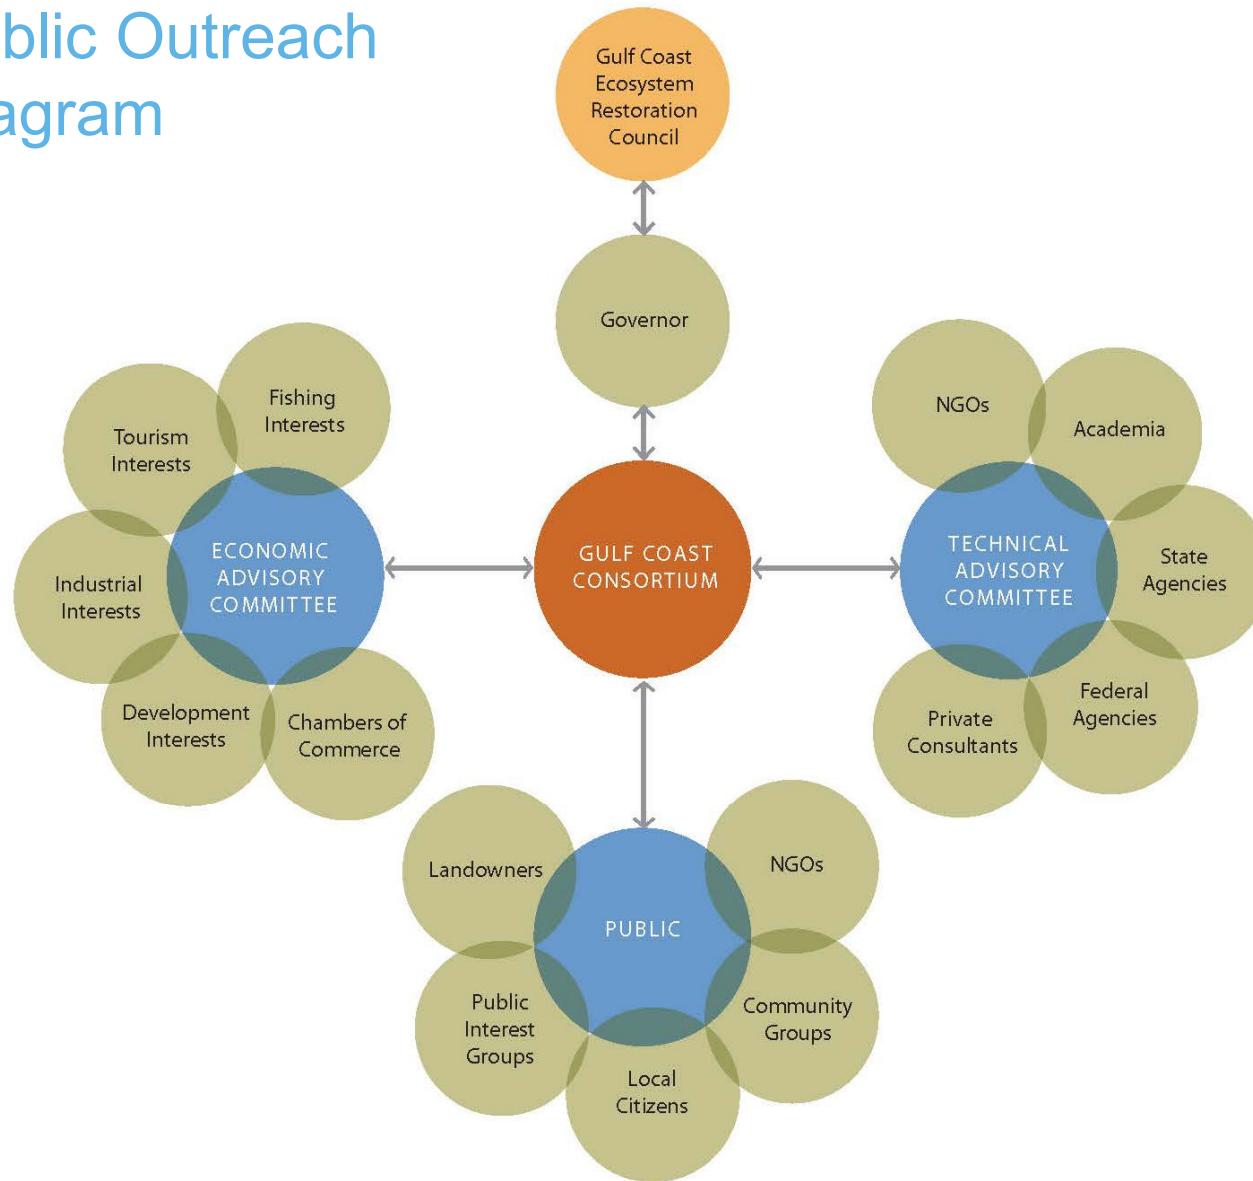 blic Outreach
agram
Gulf Coast
Ecosystem
Restoration
Council
Governor
Fishing
Interests
Tourism
Interests
Industrial
Interests
Development
Interests
Chambers of
Commerce
ECONOMIC
ADVISORY
COMMITTEE
GULF COAST
CONSORTIUM
TECHNICAL
ADVISORY
COMMITTEE
NGOs
Academia
State
Agencies
Federal
Agencies
Private
Consultants
PUBLIC
Landowners
Public
Interest
Groups
Local
Citizens
Community
Groups
NGOs